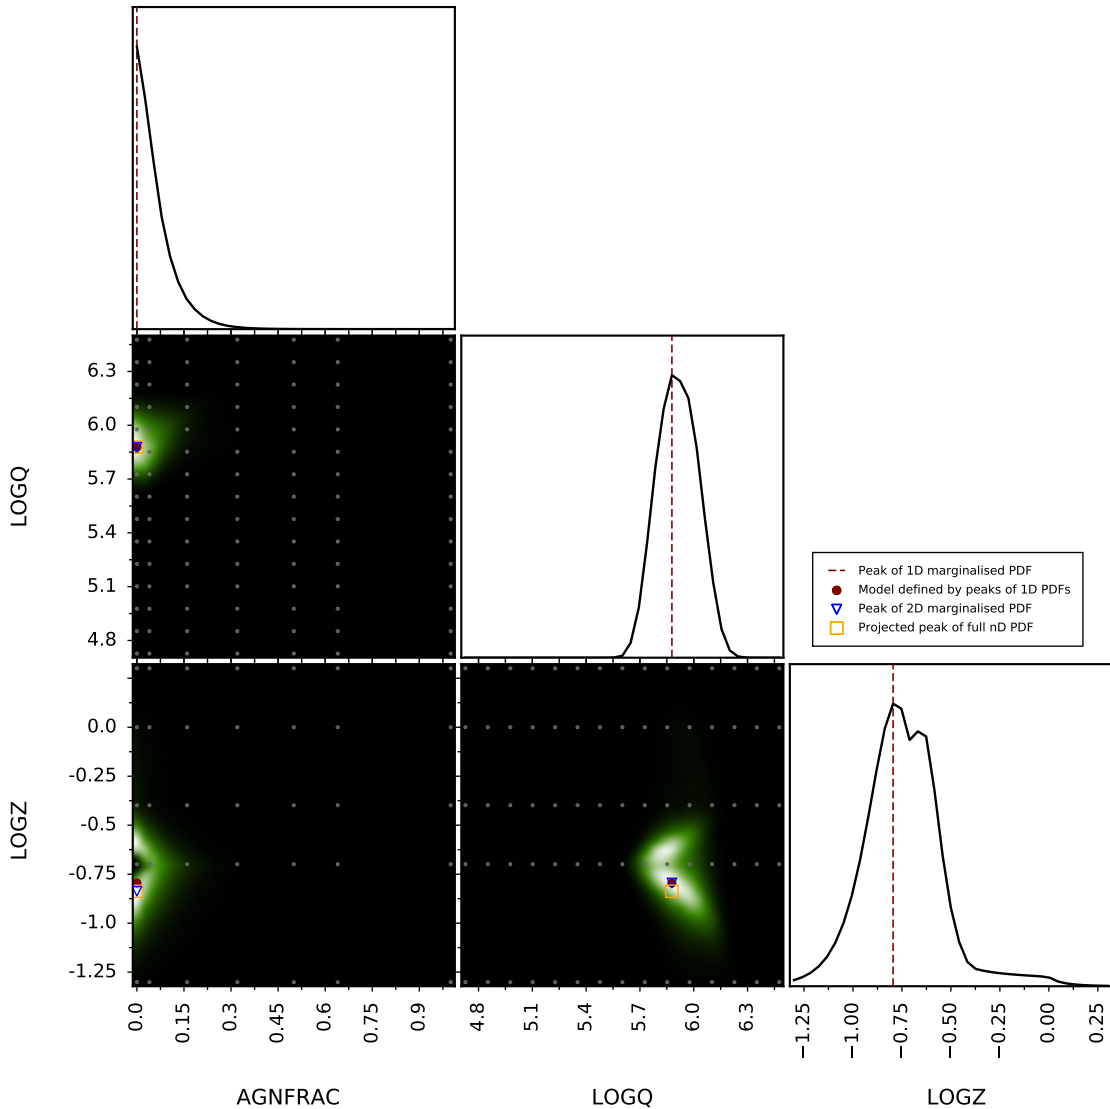 6.3
6.0
5.7
5.4
5.1
4.8
LOGQ
Peak of 1D marginalised PDF
Model defined by peaks of 1D PDFs
Peak of 2D marginalised PDF
Projected peak of full nD PDF
0.0
-0.25
-0.5
-0.75
-1.0
-1.25
LOGZ
0.0 0.15 0.3 0.45 0.6 0.75 0.9
4.8 5.1 5.4 5.7 6.0 6.3
−1.25 −1.00 −0.75 −0.50 −0.25 0.00 0.25
AGNFRAC LOGQ LOGZ